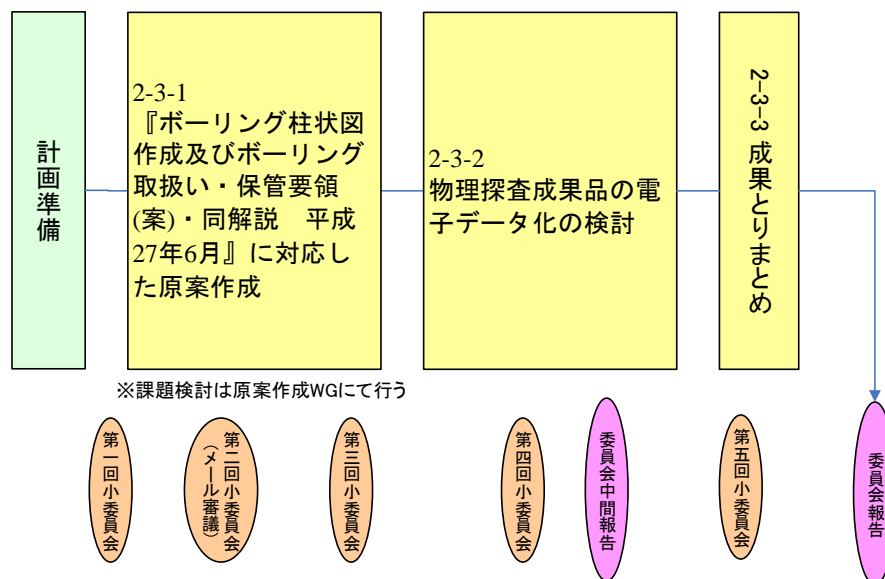 計画準備
2-3-1
『ボーリング柱状図
作成及びボーリング
取扱い・保管要領
(案)・同解説　平成
27年6月』に対応し
た原案作成
2-3-2
物理探査成果品の電
子データ化の検討
2-3-3 成果とりまとめ
※課題検討は原案作成WGにて行う
第一回小委員会
第二回小委員会
(メール審議)
第三回小委員会
第四回小委員会
委員会中間報告
第五回小委員会
委員会報告